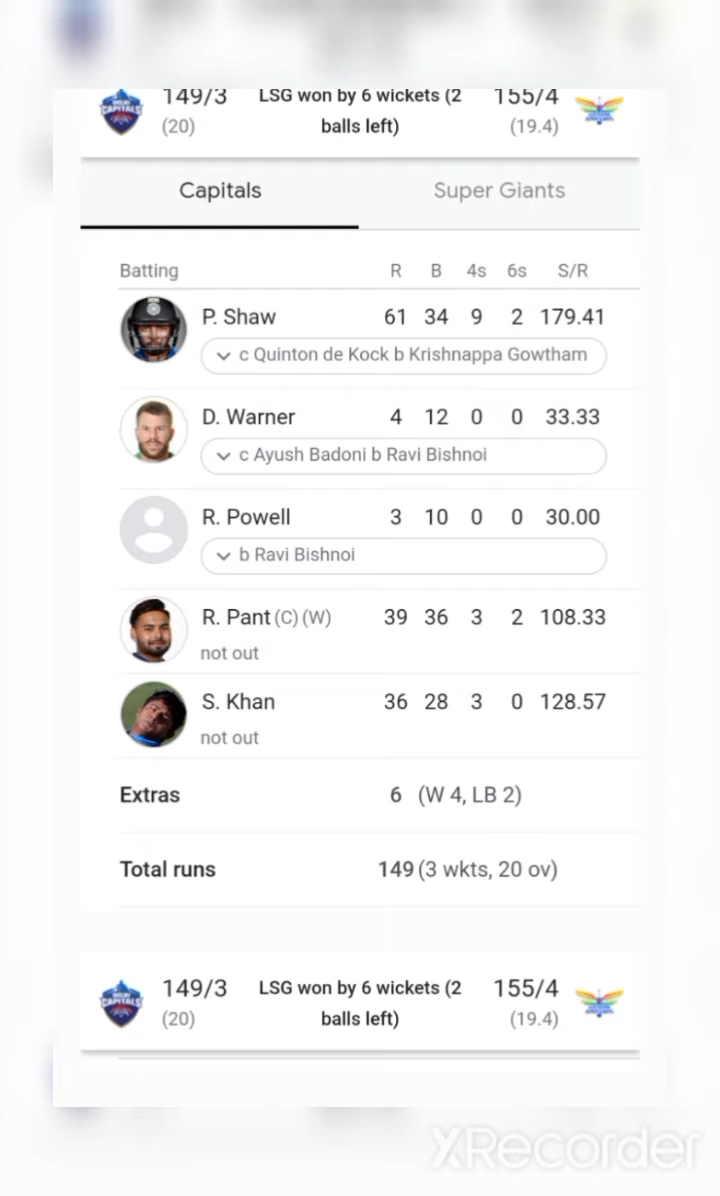 149/3 LSG won by 6 wickets (2 155/4
(20) balls left) (19.4)
Capitals Super Giants
Batting R B 4s 6s S/R
P. Shaw 61 34 9 2 179.41
c Quinton de Kock b Krishnappa Gowtham
D. Warner 4 12 0 0 33.33
c Ayush Badoni b Ravi Bishnoi
R. Powell 3 10 0 0 30.00
b Ravi Bishnoi
R. Pant (C) (W) 39 36 3 2 108.33
not out
S. Khan 36 28 3 0 128.57
not out
Extras 6 (W 4, LB 2)
Total runs 149 (3 wkts, 20 ov)
DELHI
CAPITALS
149/3 LSG won by 6 wickets (2 155/4
(20) balls left) (19.4)
XRecorder